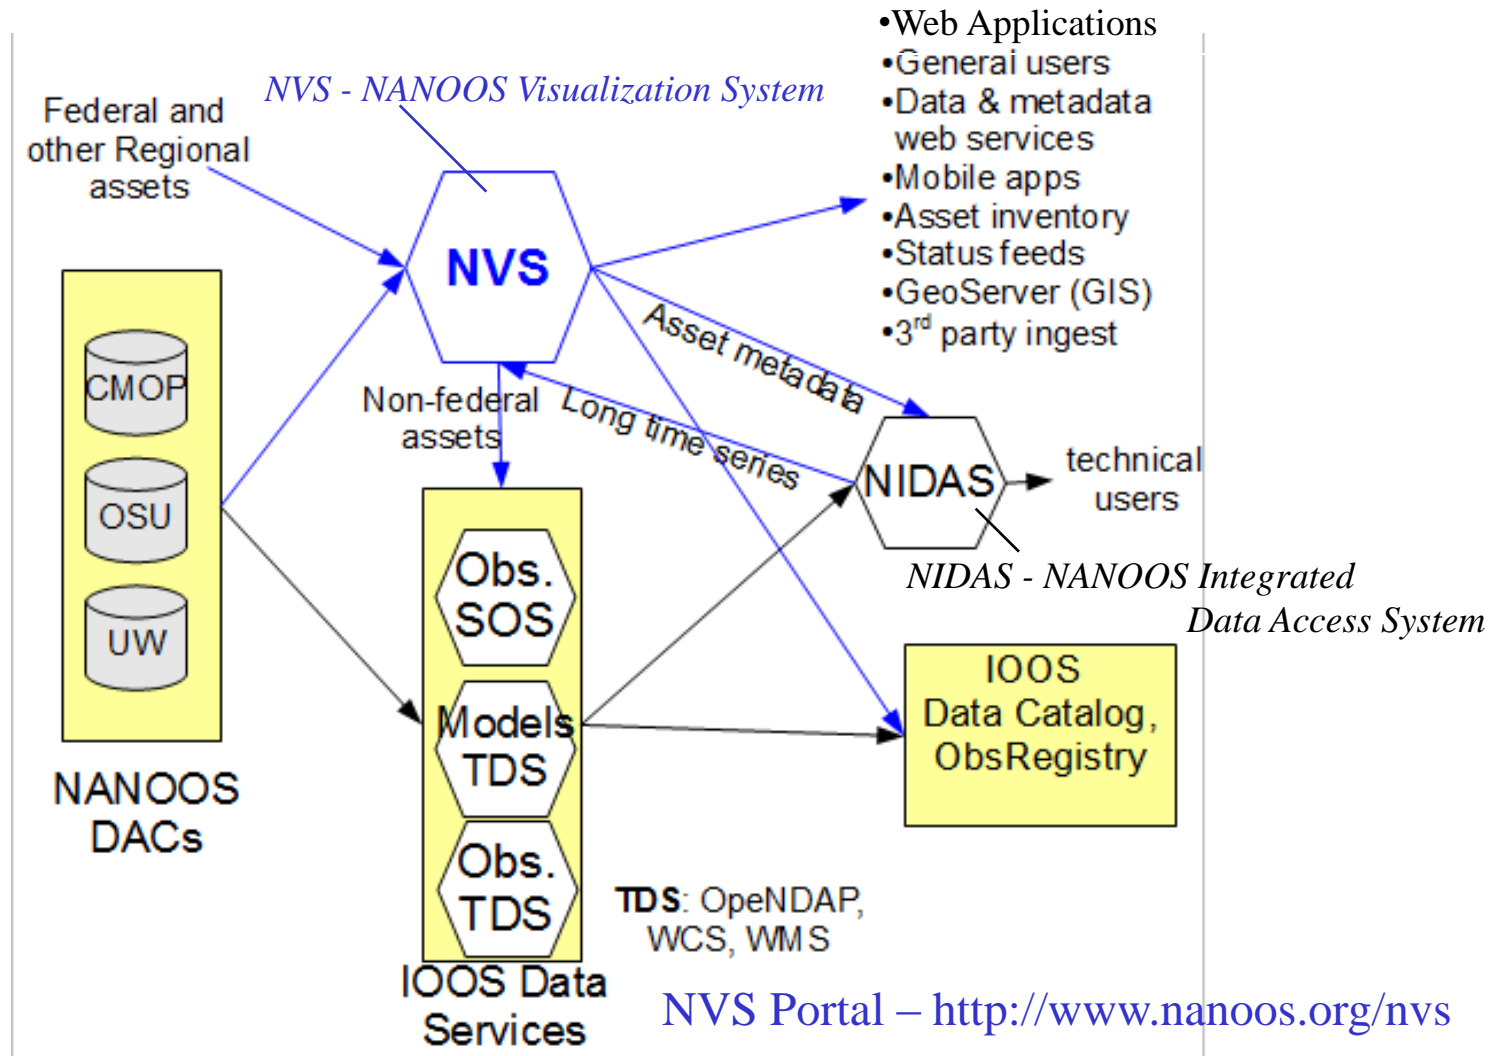 •Web Applications
•General users
•Data & metadata
web services
•Mobile apps
•Asset inventory
•Status feeds
•GeoServer (GIS)
•3rd party ingest
NVS - NANOOS Visualization System
Federal and
other Regional
assets
NVS
Asset metadata
Long time series
Non-federal
assets
CMOP
OSU
UW
NANOOS
DACs
NIDAS
technical
users
NIDAS - NANOOS Integrated
Data Access System
Obs.
SOS
Models
TDS
Obs.
TDS
IOOS Data
Services
IOOS
Data Catalog,
ObsRegistry
TDS: OpeNDAP,
WCS, WMS
NVS Portal – http://www.nanoos.org/nvs